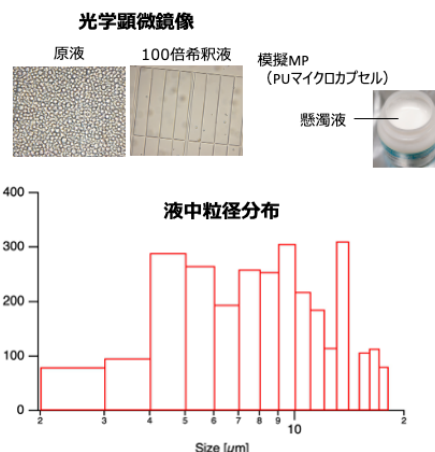 光学顕微鏡像
原液
100倍希釈液
模擬MP
（PUマイクロカプセル）
懸濁液
液中粒径分布
400
300
200
100
0
2 3 4 5 6 7 8 9 10 2
Size [μm]